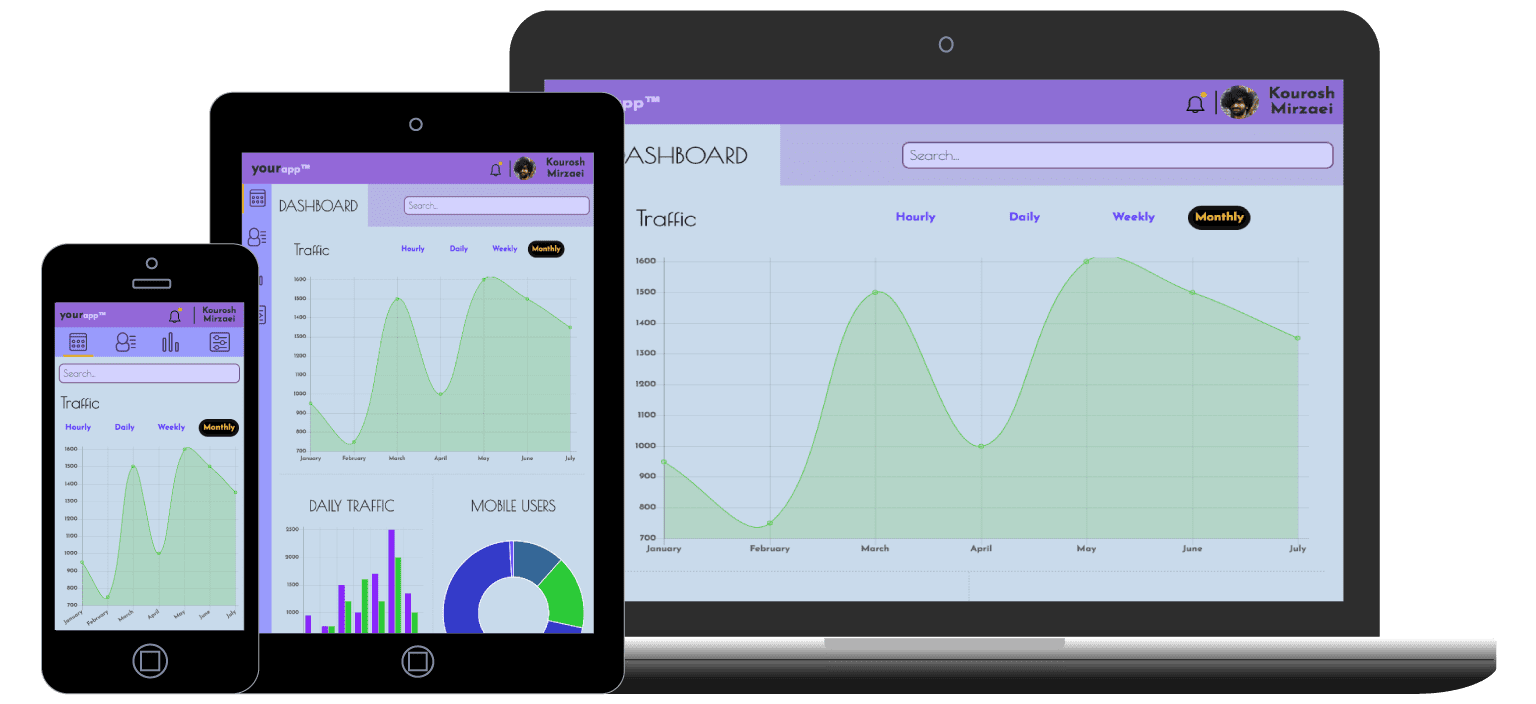 yourapp™
Kourosh
Mirzaei
Search...
Traffic
Hourly Daily Weekly Monthly
1600
1500
1400
1300
1200
1100
1000
900
800
700
January February March April May June July
yourapp™
Kourosh
Mirzaei
DASHBOARD
Search...
Traffic
Hourly Daily Weekly Monthly
1600
1500
1400
1300
1200
1100
1000
900
800
700
January February March April May June July
DAILY TRAFFIC
2500
2000
1500
1000
MOBILE USERS
pp™
Kourosh
Mirzaei
ASHBOARD
Search...
Traffic
Hourly Daily Weekly Monthly
1600
1500
1400
1300
1200
1100
1000
900
800
700
January February March April May June July